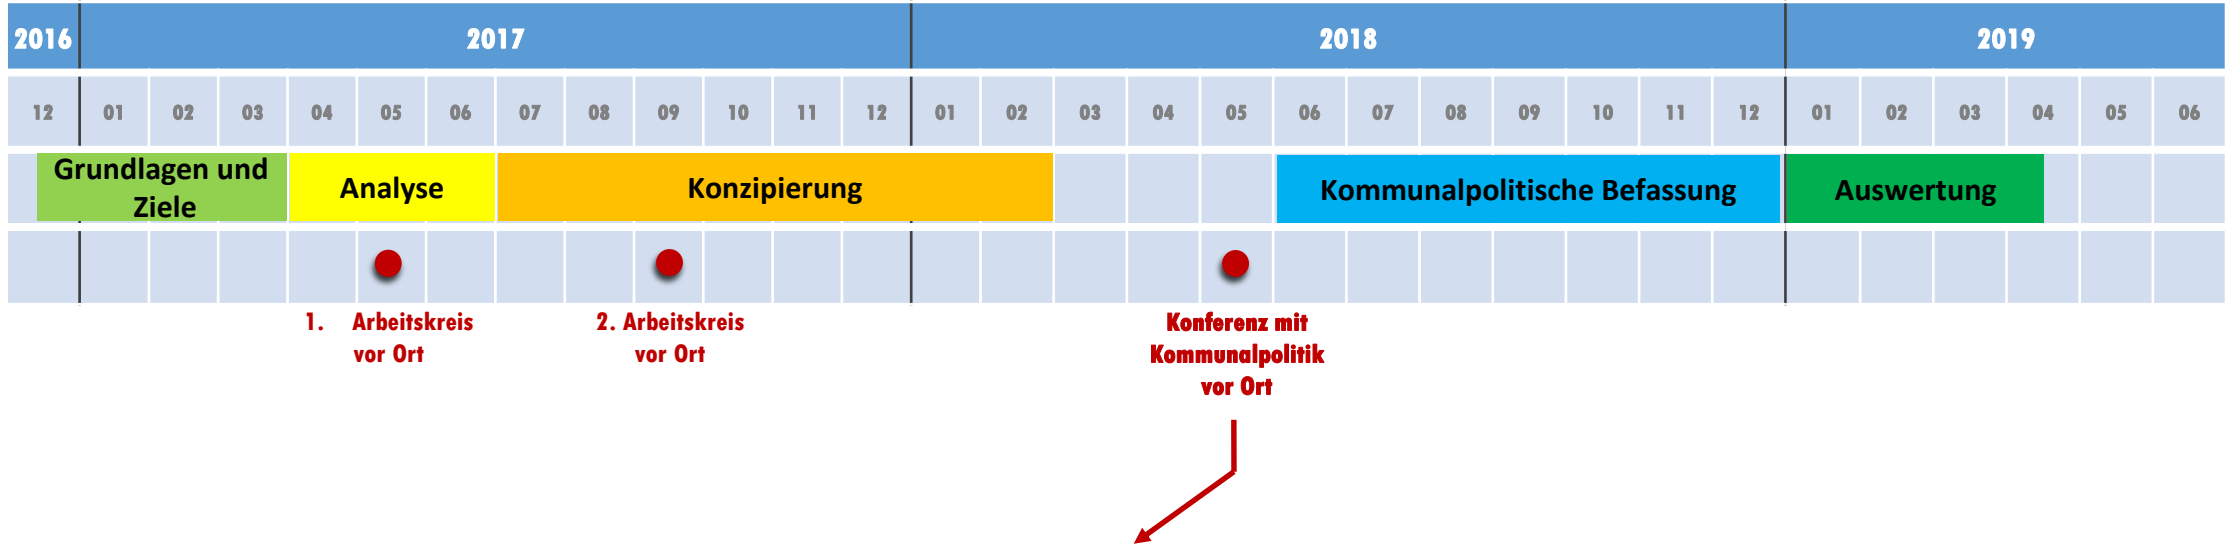 2016 2017 2018 2019
12 01 02 03 04 05 06 07 08 09 10 11 12 01 02 03 04 05 06 07 08 09 10 11 12 01 02 03 04 05 06
Grundlagen und
Ziele
Analyse
Konzipierung
Kommunalpolitische Befassung
Auswertung
1. Arbeitskreis
vor Ort
2. Arbeitskreis
vor Ort
Konferenz mit
Kommunalpolitik
vor Ort